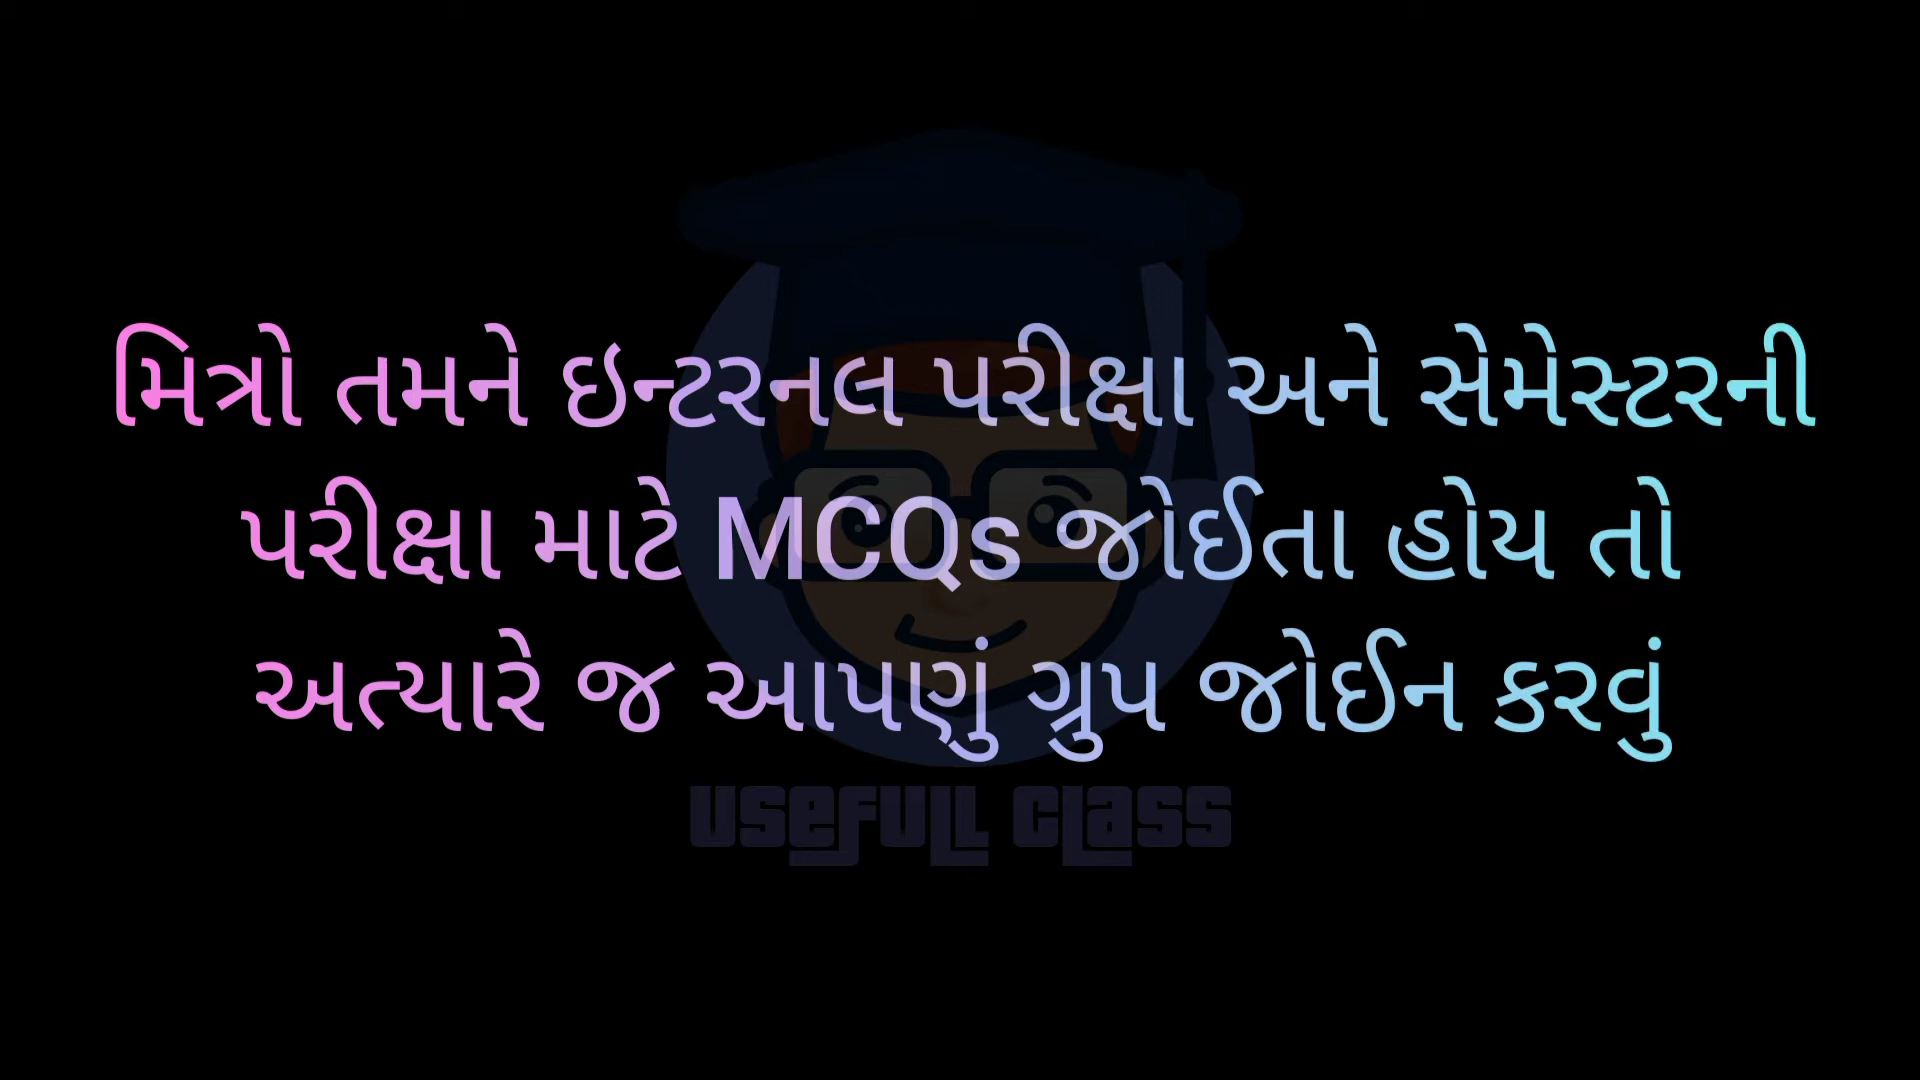 મિત્રો તમને ઇન્ટરનલ પરીક્ષા અને સેમેસ્ટરની
પરીક્ષા માટે MCQs જોઈતા હોય તો
અત્યારે જ આપણું ગ્રુપ જોઈન કરવું
USEFULL CLASS